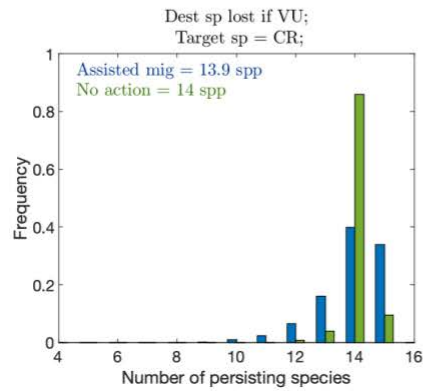 Dest sp lost if VU;
Target sp = CR;
Assisted mig = 13.9 spp
No action = 14 spp
1
0.8
0.6
0.4
0.2
0
Frequency
4 6 8 10 12 14 16
Number of persisting species